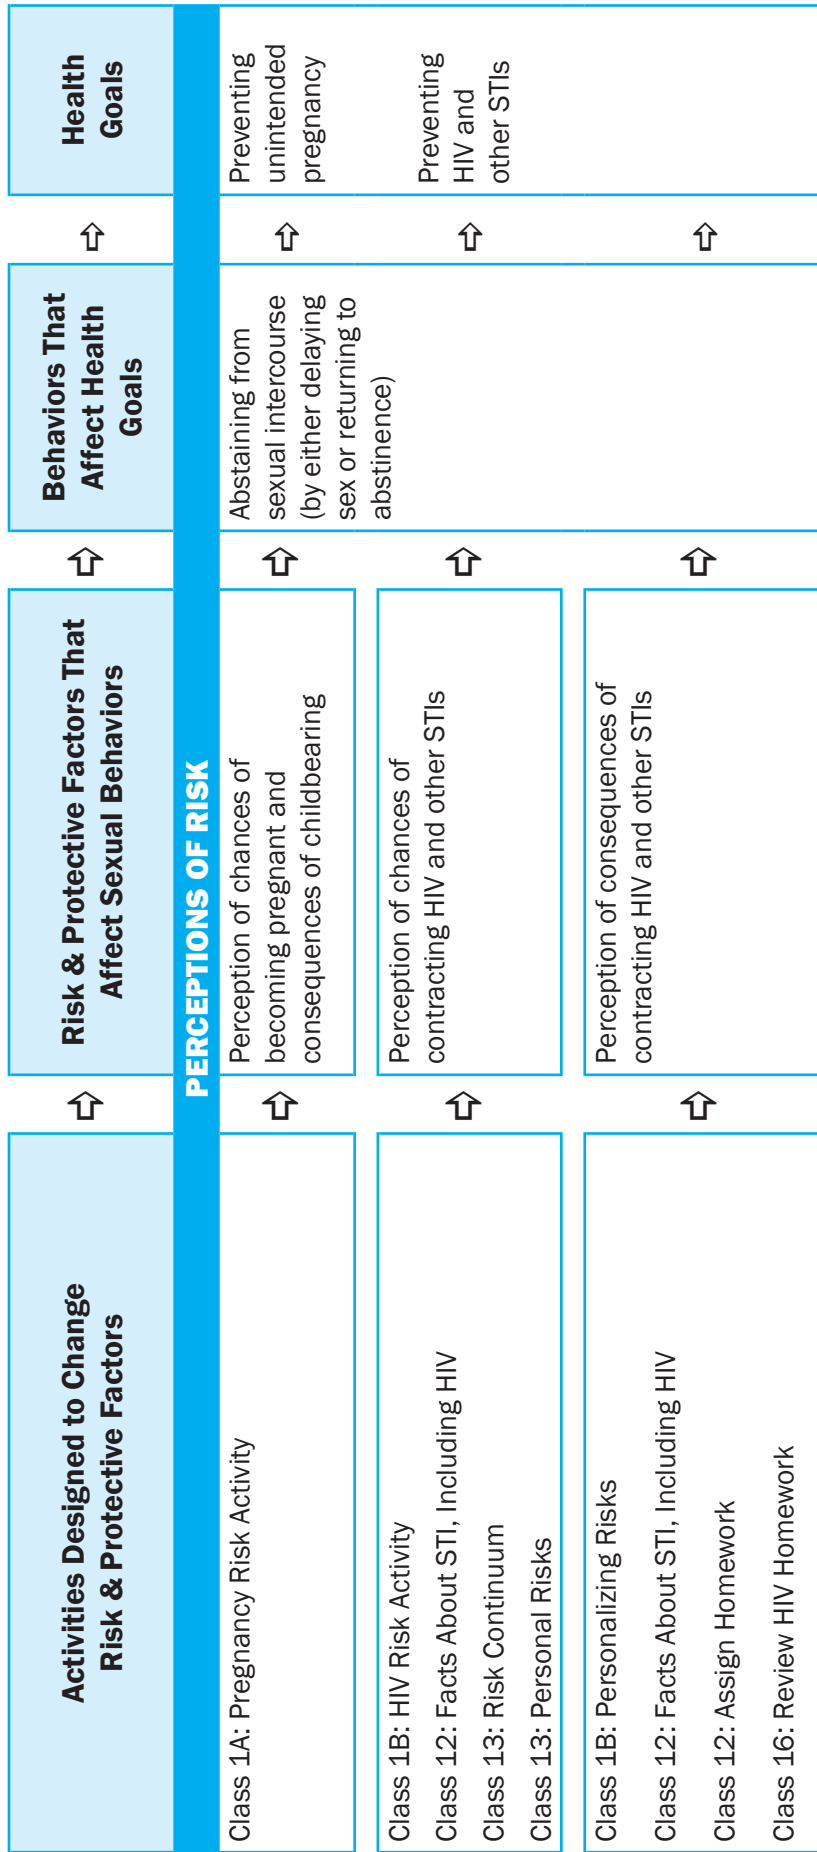 Activities Designed to Change
Risk & Protective Factors
Risk & Protective Factors That
Affect Sexual Behaviors
Behaviors That
Affect Health
Goals
Health
Goals
PERCEPTIONS OF RISK
Class 1A: Pregnancy Risk Activity
Perception of chances of
becoming pregnant and
consequences of childbearing
Abstaining from
sexual intercourse
(by either delaying
sex or returning to
abstinence)
Preventing
unintended
pregnancy
Preventing
HIV and
other STIs
Class 1B: HIV Risk Activity
Class 12: Facts About STI, Including HIV
Class 13: Risk Continuum
Class 13: Personal Risks
Perception of chances of
contracting HIV and other STIs
Class 1B: Personalizing Risks
Class 12: Facts About STI, Including HIV
Class 12: Assign Homework
Class 16: Review HIV Homework
Perception of consequences of
contracting HIV and other STIs